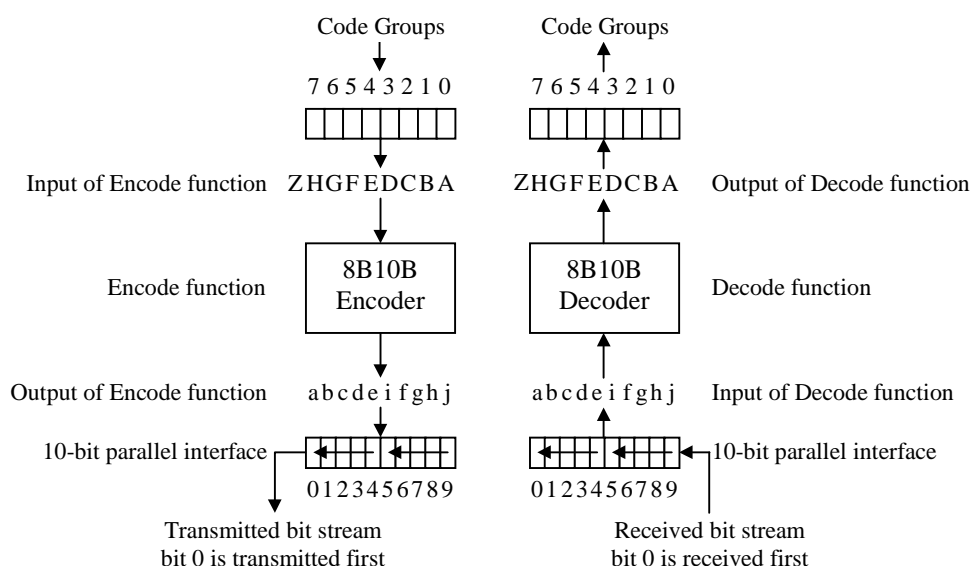 Code Groups Code Groups
7 6 5 4 3 2 1 0 7 6 5 4 3 2 1 0
Input of Encode function Z H G F E D C B A Z H G F E D C B A Output of Decode function
Encode function 8B10B Encoder 8B10B Decoder Decode function
Output of Encode function a b c d e i f g h j a b c d e i f g h j Input of Decode function
10-bit parallel interface 10-bit parallel interface
0 1 2 3 4 5 6 7 8 9 0 1 2 3 4 5 6 7 8 9
Transmitted bit stream Received bit stream
bit 0 is transmitted first bit 0 is received first